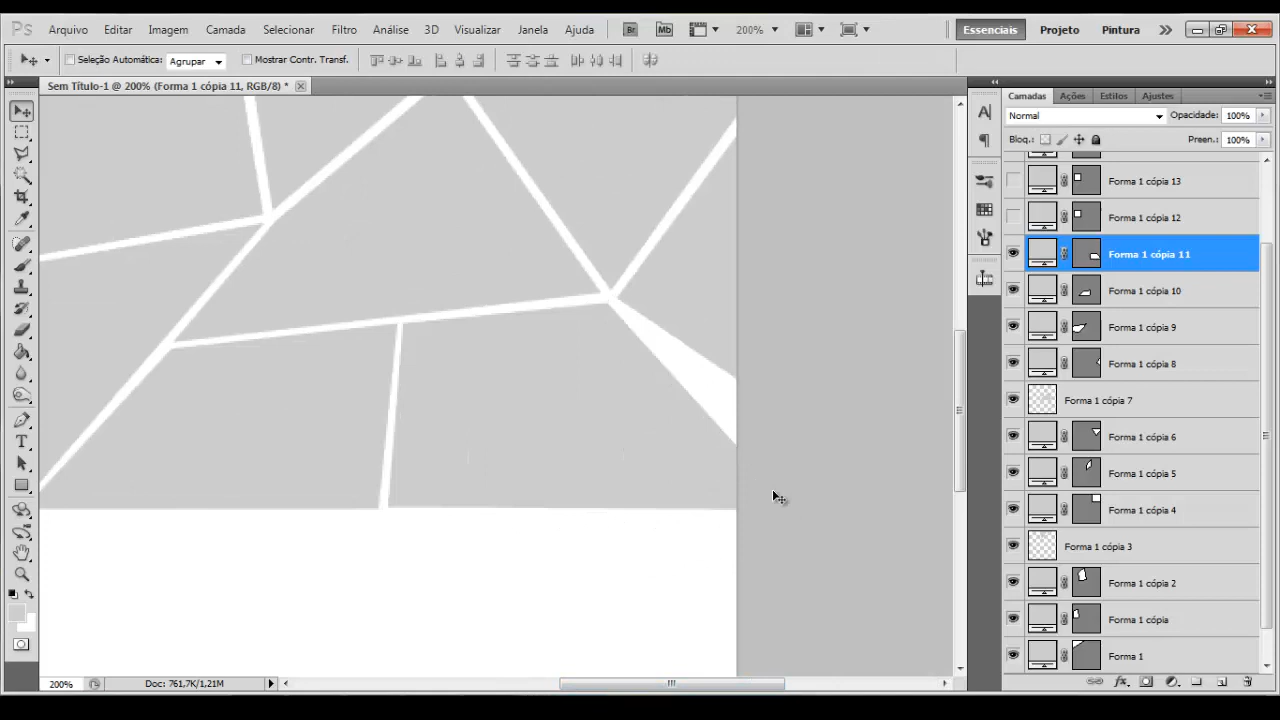 Ps Arquivo Editar Imagem Camada Selecionar Filtro Análise 3D Visualizar Janela Ajuda Br Mb 200% Essenciais Projeto Pintura
Seleção Automática: Agrupar Mostrar Contr. Transf.
Sem Título-1 @ 200% (Forma 1 cópia 11, RGB/8) *
Camadas Ações Estilos Ajustes
Normal Opacidade: 100%
Bloq.: Preen.: 100%
Forma 1 cópia 13
Forma 1 cópia 12
Forma 1 cópia 11
Forma 1 cópia 10
Forma 1 cópia 9
Forma 1 cópia 8
Forma 1 cópia 7
Forma 1 cópia 6
Forma 1 cópia 5
Forma 1 cópia 4
Forma 1 cópia 3
Forma 1 cópia 2
Forma 1 cópia
Forma 1
200% Doc: 761,7K/1,21M